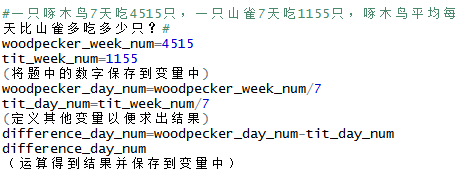 #一只啄木鸟7天吃4515只，一只山雀7天吃1155只，啄木鸟平均每
天比山雀多吃多少只？#
woodpecker_week_num=4515
tit_week_num=1155
(将题中的数字保存到变量中)
woodpecker_day_num=woodpecker_week_num/7
tit_day_num=tit_week_num/7
(定义其他变量以便求出结果)
difference_day_num=woodpecker_day_num-tit_day_num
difference_day_num
（运算得到结果并保存到变量中）